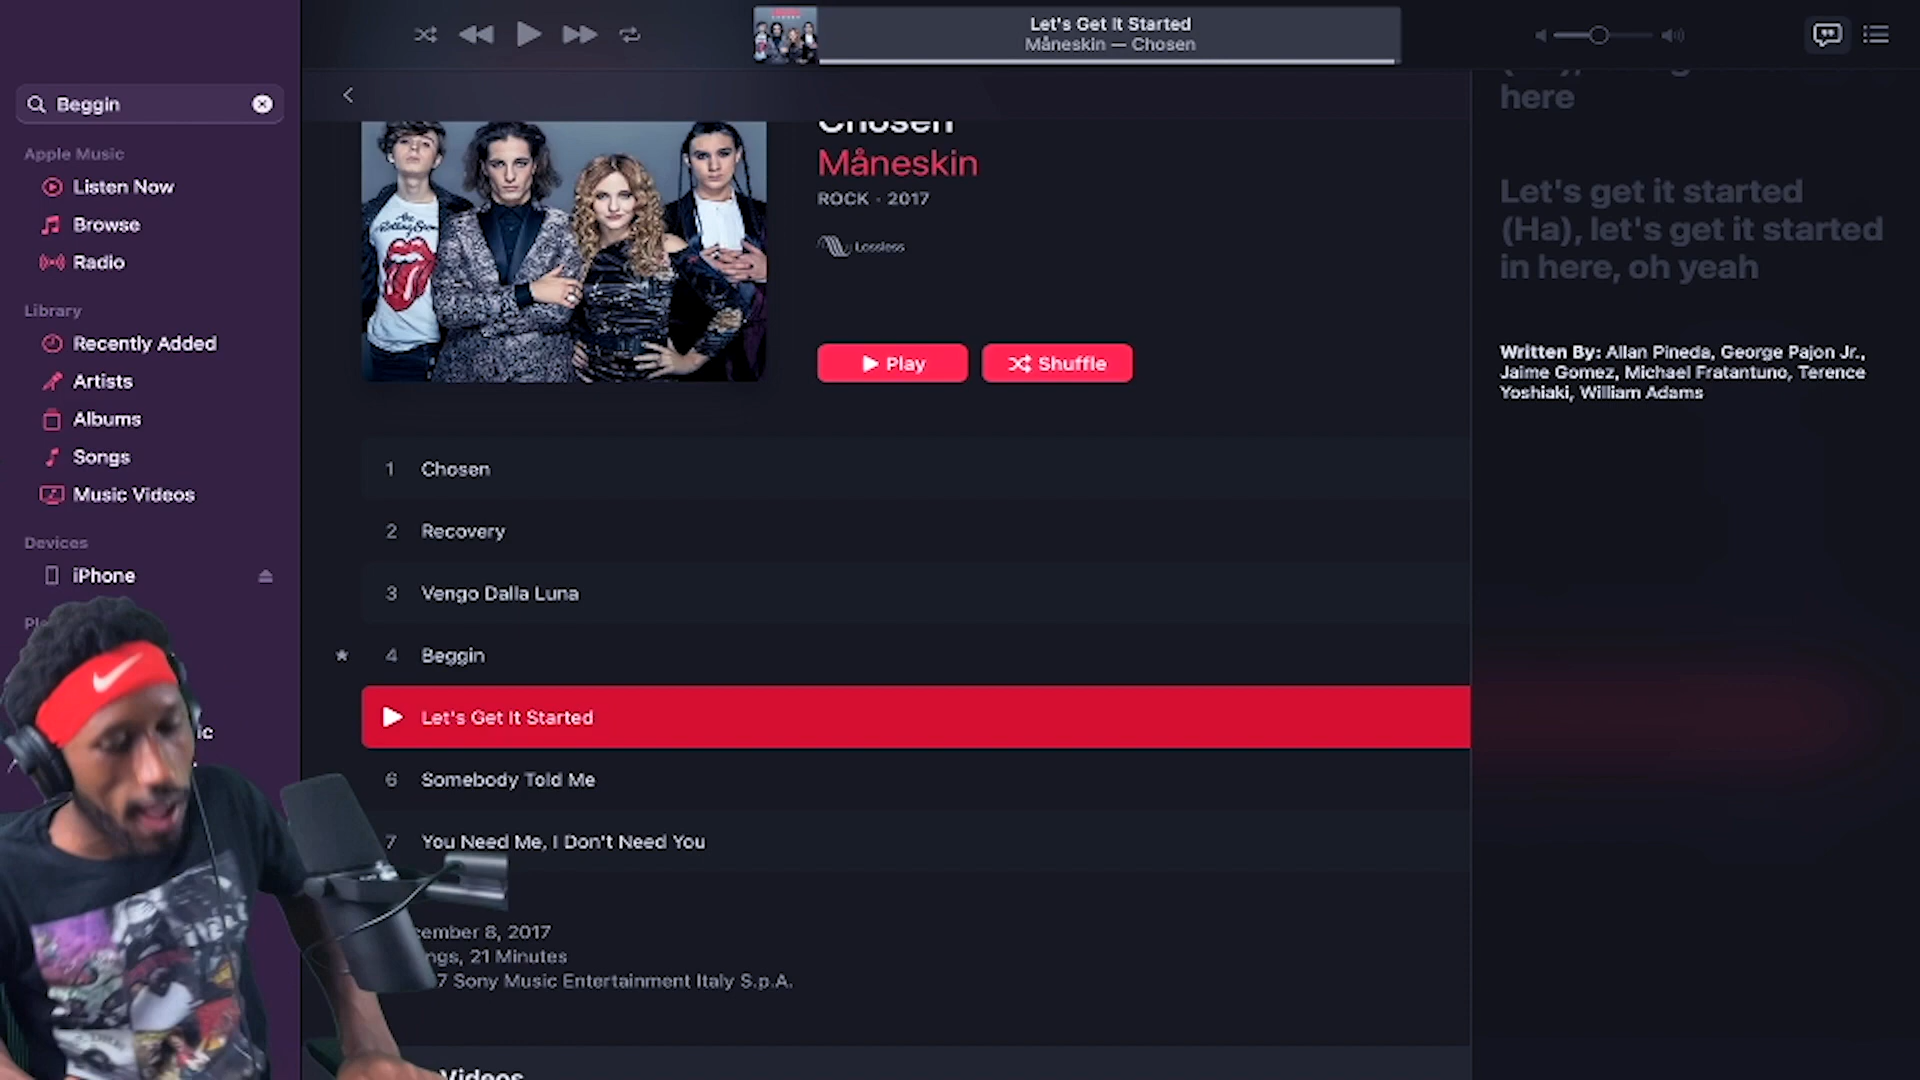 Let's Get It Started
Måneskin — Chosen
Beggin
Apple Music
Listen Now
Browse
Radio
Library
Recently Added
Artists
Albums
Songs
Music Videos
Devices
iPhone
Chosen
Måneskin
ROCK · 2017
Lossless
Play
Shuffle
1 Chosen
2 Recovery
3 Vengo Dalla Luna
★ 4 Beggin
Let's Get It Started
6 Somebody Told Me
7 You Need Me, I Don't Need You
cember 8, 2017
ngs, 21 Minutes
7 Sony Music Entertainment Italy S.p.A.
Videos
here
Let's get it started
(Ha), let's get it started
in here, oh yeah
Written By: Allan Pineda, George Pajon Jr.,
Jaime Gomez, Michael Fratantuno, Terence
Yoshiaki, William Adams